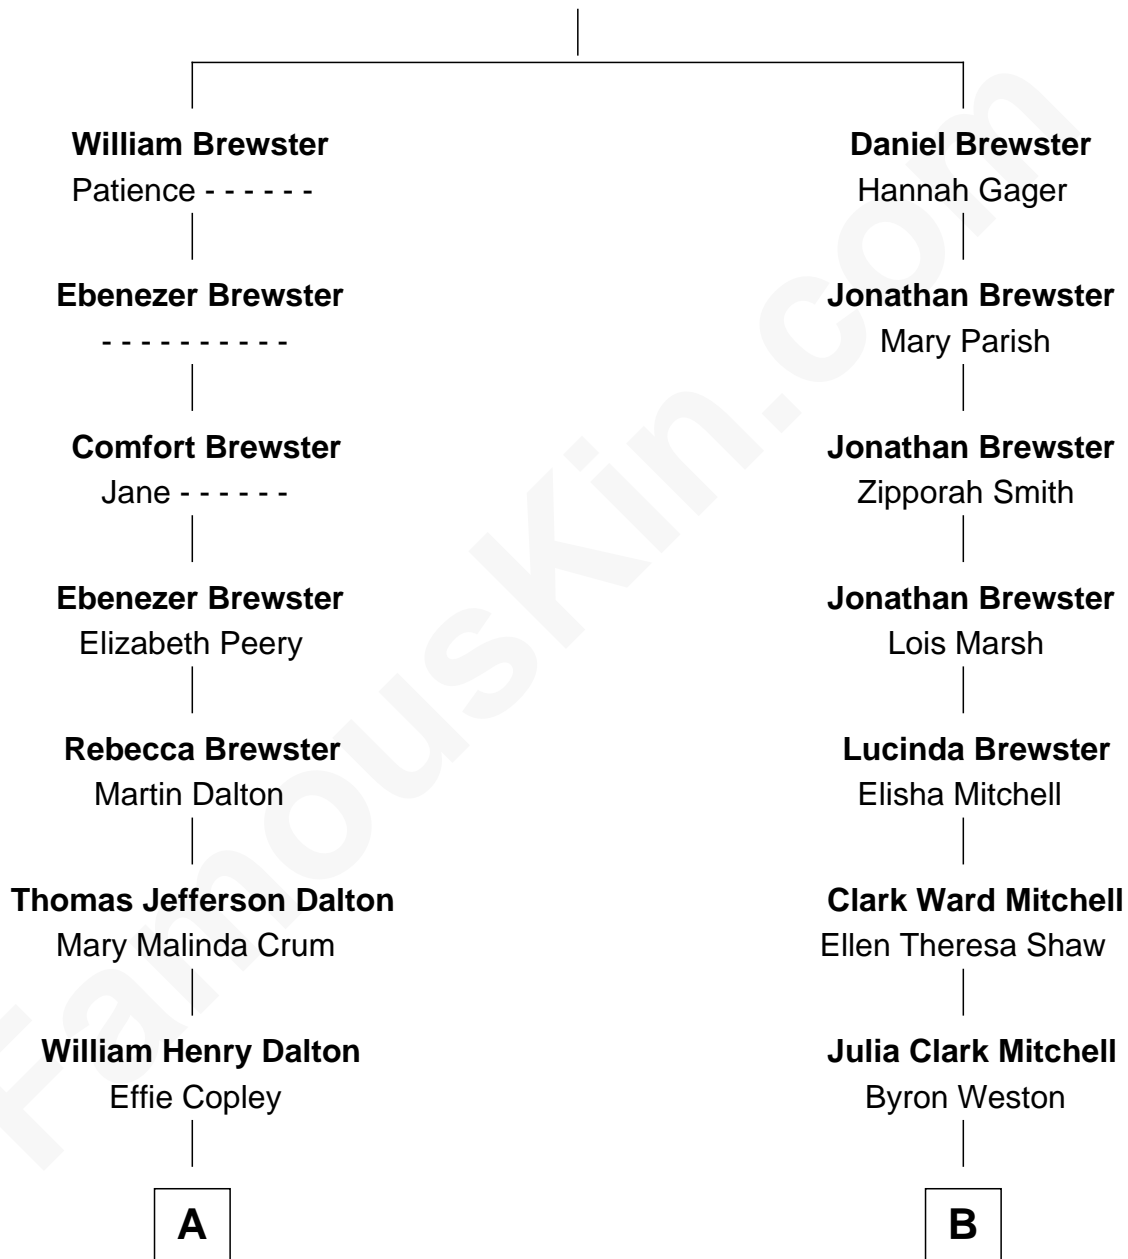 William Brewster
Patience - - - - - -
Ebenezer Brewster
- - - - - - - - - -
Comfort Brewster
Jane - - - - - -
Ebenezer Brewster
Elizabeth Peery
Rebecca Brewster
Martin Dalton
Thomas Jefferson Dalton
Mary Malinda Crum
William Henry Dalton
Effie Copley
A
Daniel Brewster
Hannah Gager
Jonathan Brewster
Mary Parish
Jonathan Brewster
Zipporah Smith
Jonathan Brewster
Lois Marsh
Lucinda Brewster
Elisha Mitchell
Clark Ward Mitchell
Ellen Theresa Shaw
Julia Clark Mitchell
Byron Weston
B
FamousKin.com